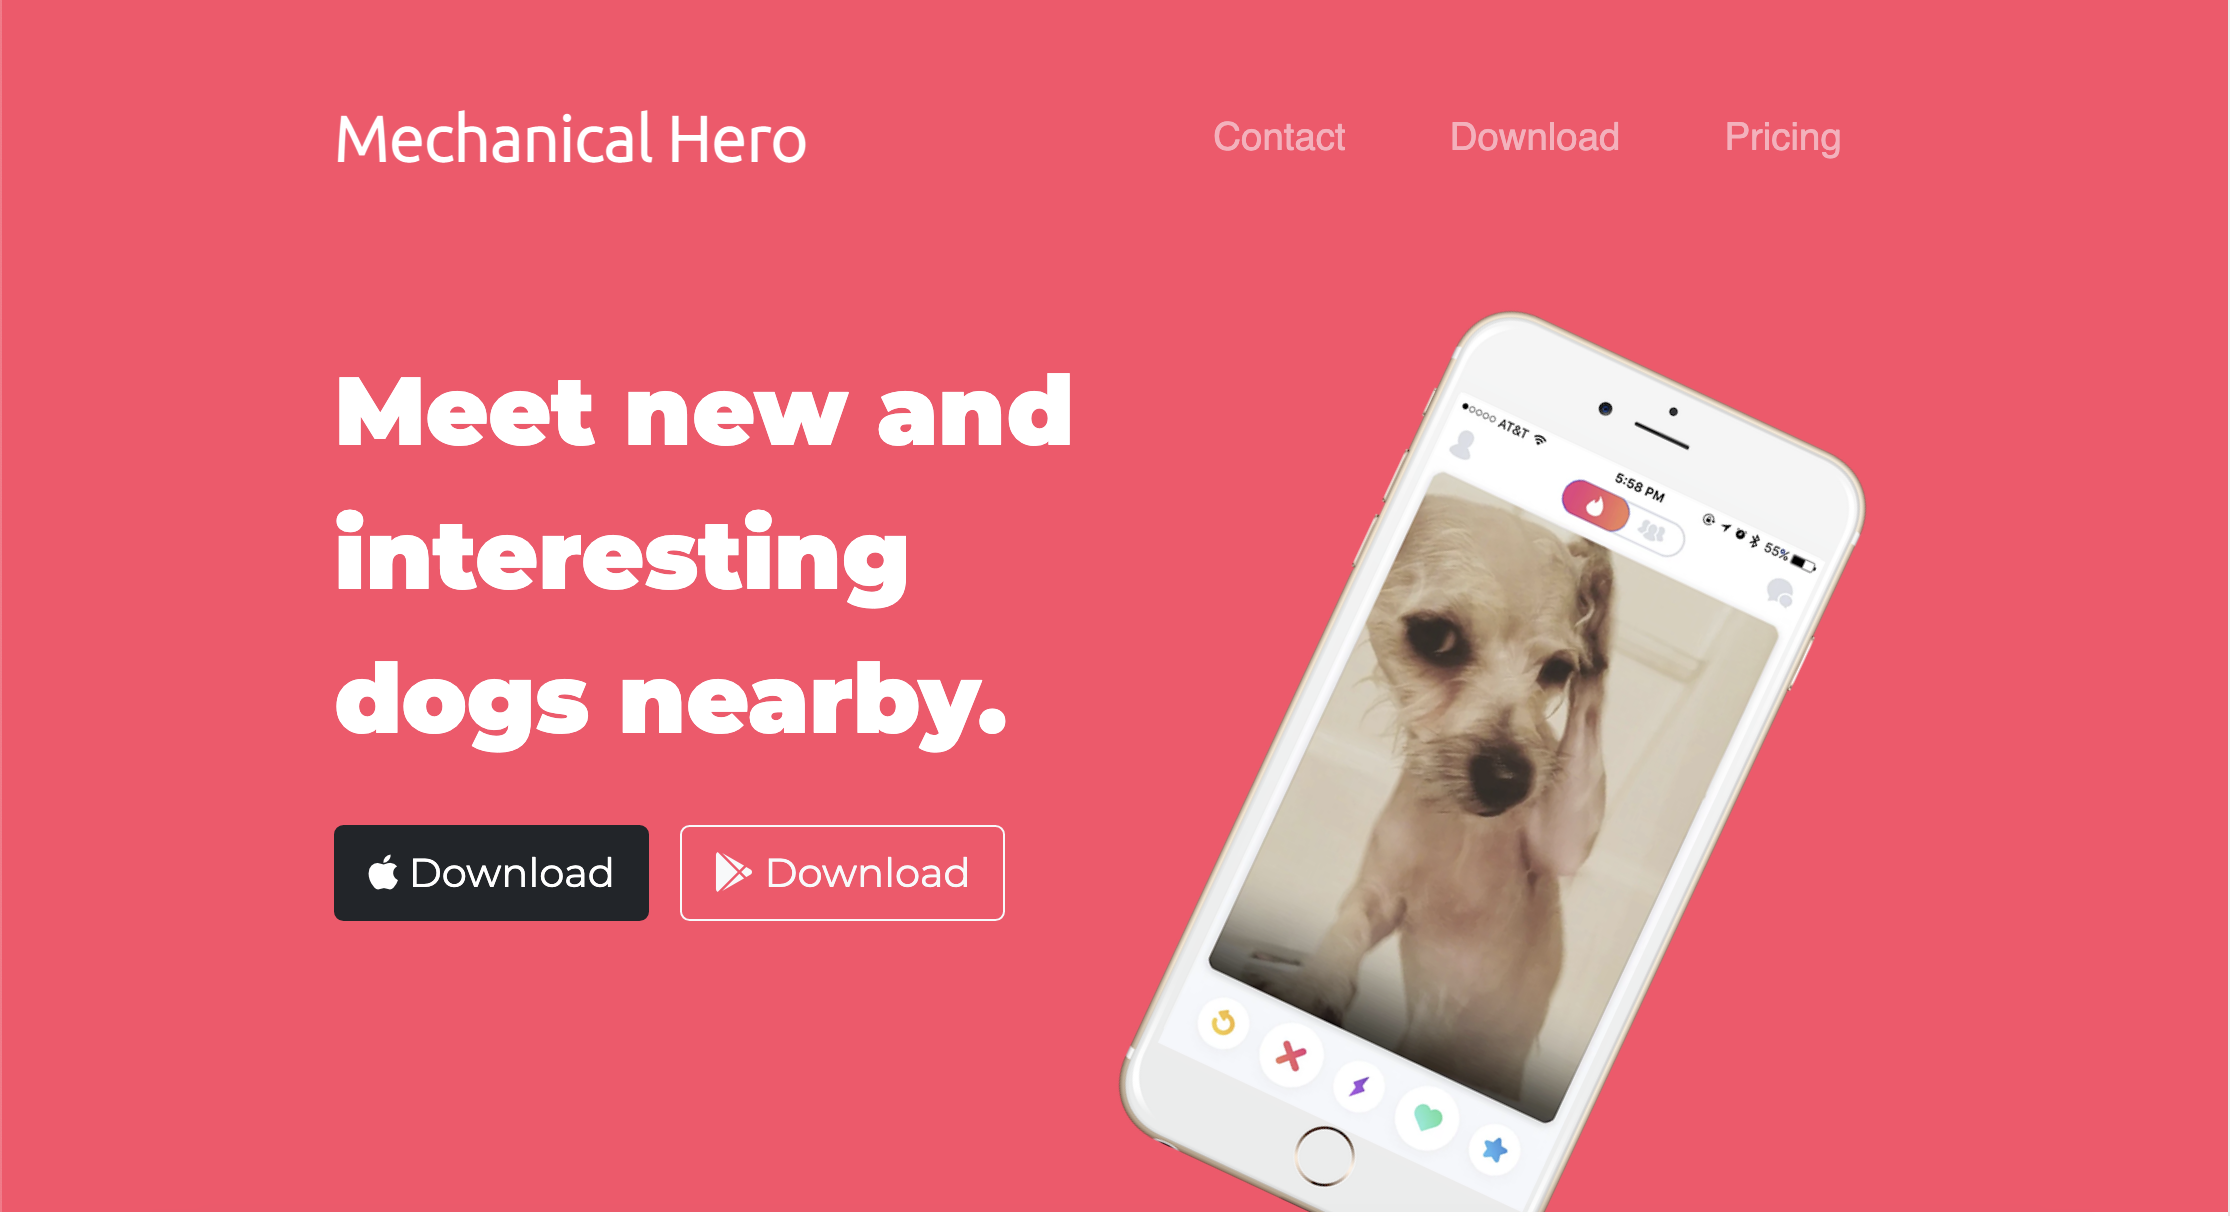 Mechanical Hero
Contact Download Pricing
Meet new and
interesting
dogs nearby.
Download Download
AT&T 5:58 PM 55%